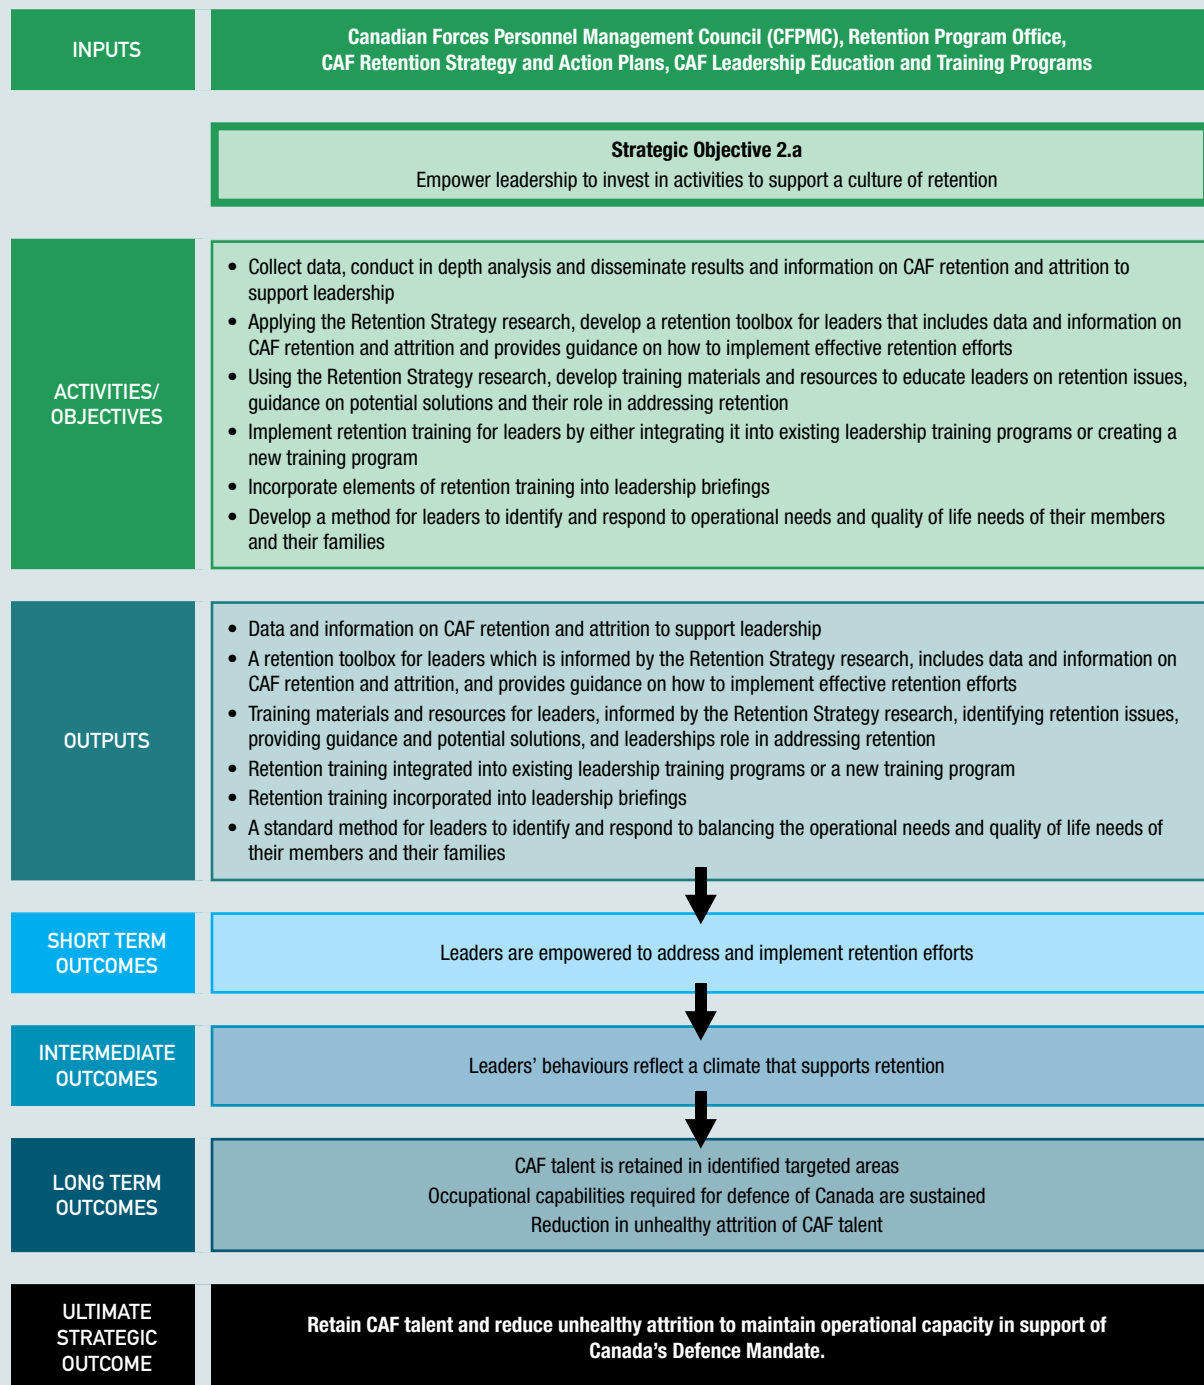 INPUTS
Canadian Forces Personnel Management Council (CFPMC), Retention Program Office,
CAF Retention Strategy and Action Plans, CAF Leadership Education and Training Programs
Strategic Objective 2.a
Empower leadership to invest in activities to support a culture of retention
ACTIVITIES/
OBJECTIVES
• Collect data, conduct in depth analysis and disseminate results and information on CAF retention and attrition to
support leadership
• Applying the Retention Strategy research, develop a retention toolbox for leaders that includes data and information on
CAF retention and attrition and provides guidance on how to implement effective retention efforts
• Using the Retention Strategy research, develop training materials and resources to educate leaders on retention issues,
guidance on potential solutions and their role in addressing retention
• Implement retention training for leaders by either integrating it into existing leadership training programs or creating a
new training program
• Incorporate elements of retention training into leadership briefings
• Develop a method for leaders to identify and respond to operational needs and quality of life needs of their members
and their families
OUTPUTS
• Data and information on CAF retention and attrition to support leadership
• A retention toolbox for leaders which is informed by the Retention Strategy research, includes data and information on
CAF retention and attrition, and provides guidance on how to implement effective retention efforts
• Training materials and resources for leaders, informed by the Retention Strategy research, identifying retention issues,
providing guidance and potential solutions, and leaderships role in addressing retention
• Retention training integrated into existing leadership training programs or a new training program
• Retention training incorporated into leadership briefings
• A standard method for leaders to identify and respond to balancing the operational needs and quality of life needs of
their members and their families
SHORT TERM
OUTCOMES
Leaders are empowered to address and implement retention efforts
INTERMEDIATE
OUTCOMES
Leaders’ behaviours reflect a climate that supports retention
LONG TERM
OUTCOMES
CAF talent is retained in identified targeted areas
Occupational capabilities required for defence of Canada are sustained
Reduction in unhealthy attrition of CAF talent
ULTIMATE
STRATEGIC
OUTCOME
Retain CAF talent and reduce unhealthy attrition to maintain operational capacity in support of
Canada’s Defence Mandate.